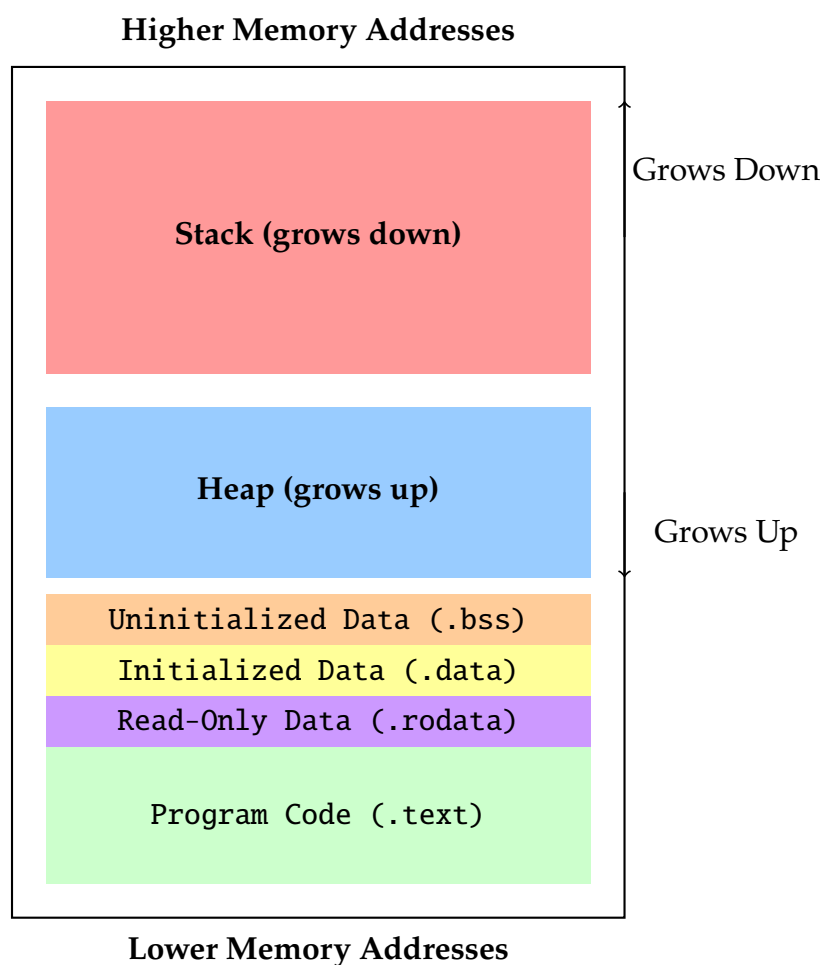 Higher Memory Addresses
Grows Down
Stack (grows down)
Heap (grows up)
Grows Up
Uninitialized Data (.bss)
Initialized Data (.data)
Read-Only Data (.rodata)
Program Code (.text)
Lower Memory Addresses